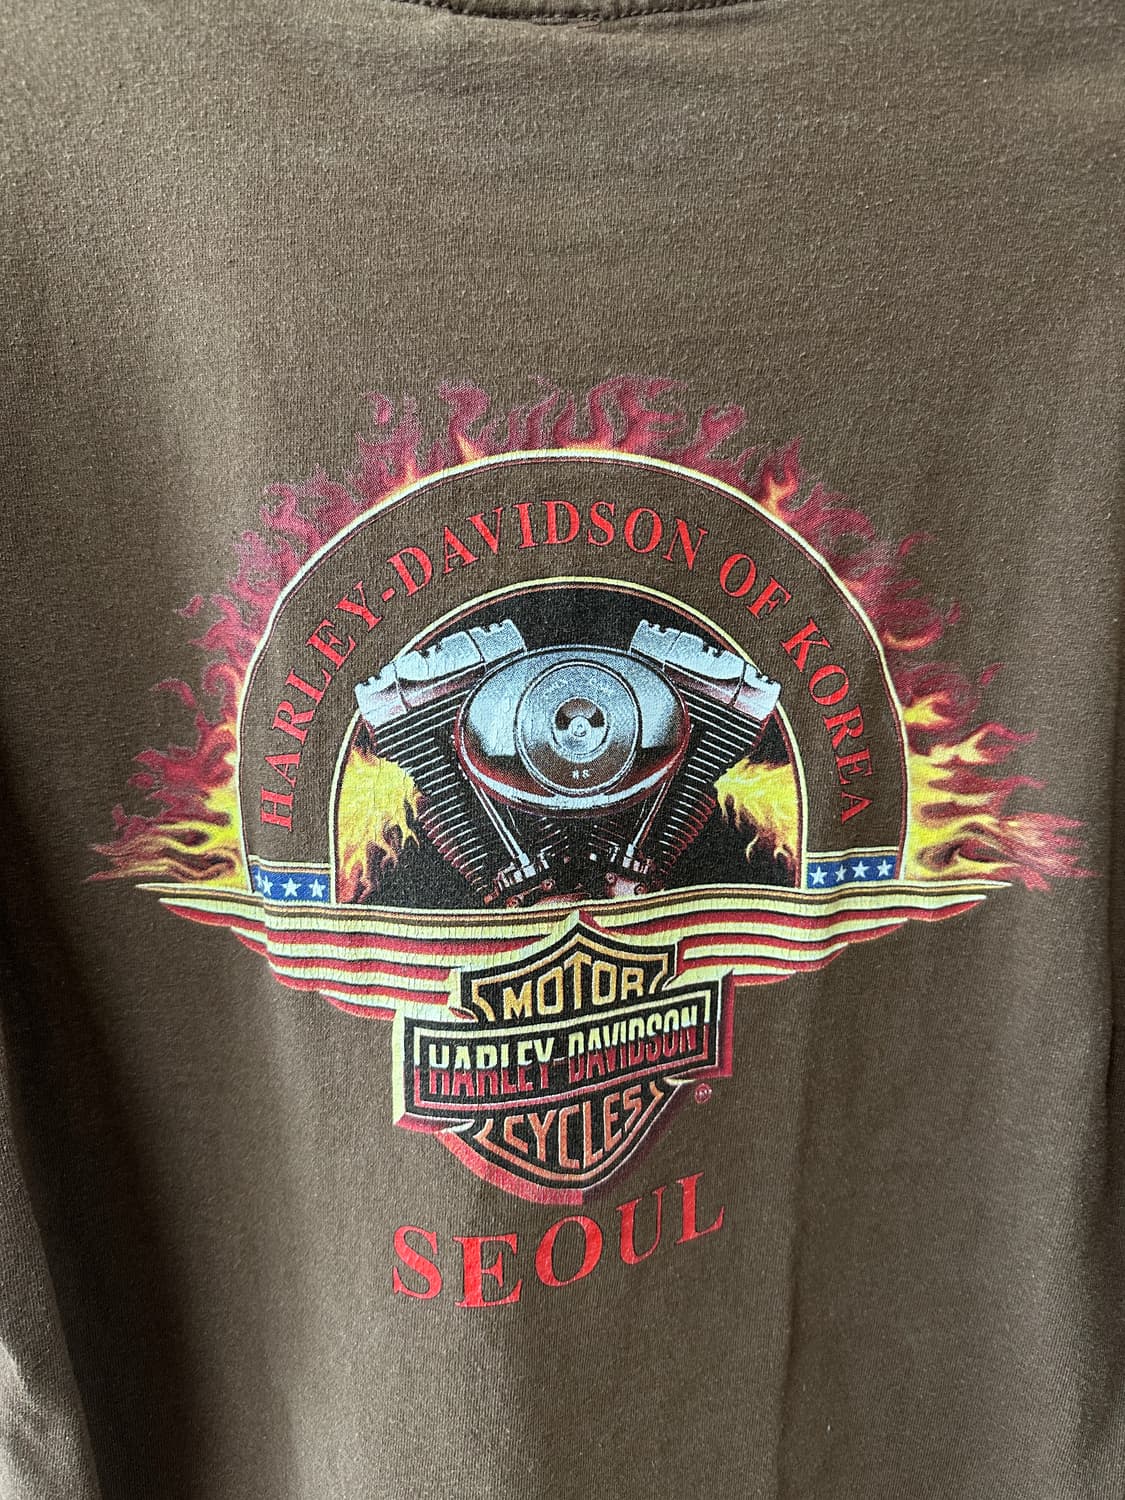 HARLEY-DAVIDSON OF KOREA
MOTOR
HARLEY-DAVIDSON
CYCLES
®
SEOUL